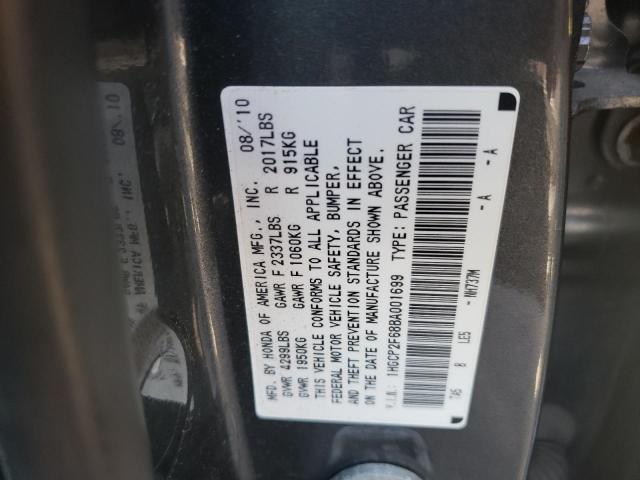 MFD. BY HONDA OF AMERICA MFG., INC. 08/'10
GVWR 4299LBS GAWR F 2337LBS R 2017LBS
GVWR 1950KG GAWR F 1060KG R 915KG
THIS VEHICLE CONFORMS TO ALL APPLICABLE
FEDERAL MOTOR VEHICLE SAFETY, BUMPER,
AND THEFT PREVENTION STANDARDS IN EFFECT
ON THE DATE OF MANUFACTURE SHOWN ABOVE.
V.I.N.: 1HGCP2F68BA001699 TYPE: PASSENGER CAR
TA5 B LE5 - NH737M - A - A